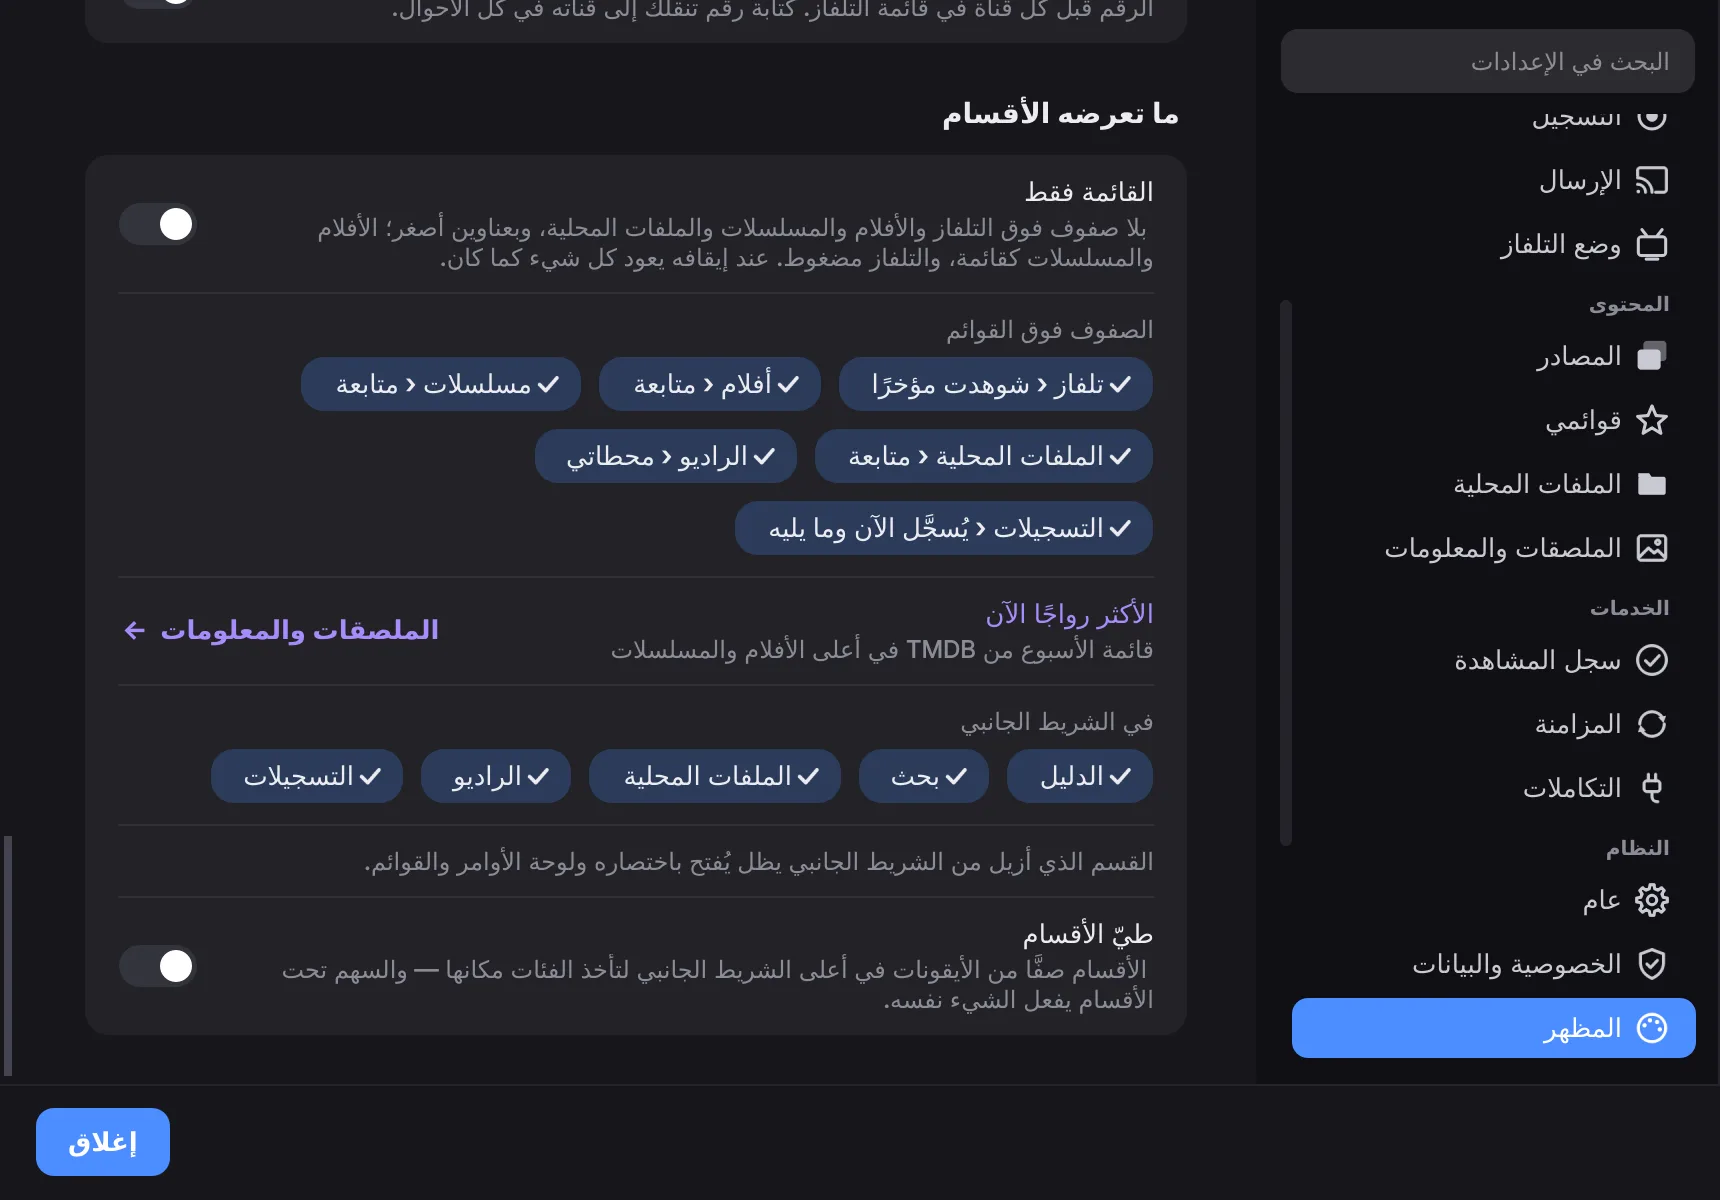 البحث في الإعدادات
التسجيل
الإرسال
وضع التلفاز
المحتوى
المصادر
قوائمي
الملفات المحلية
الملصقات والمعلومات
الخدمات
سجل المشاهدة
المزامنة
التكاملات
النظام
عام
الخصوصية والبيانات
المظهر
الرقم قبل كل قناة في قائمة التلفاز. كتابة رقم تنقلك إلى قناته في كل الأحوال.
ما تعرضه الأقسام
القائمة فقط
بلا صفوف فوق التلفاز والأفلام والمسلسلات والملفات المحلية، وبعناوين أصغر؛ الأفلام
والمسلسلات كقائمة، والتلفاز مضغوط. عند إيقافه يعود كل شيء كما كان.
الصفوف فوق القوائم
تلفاز › شوهدت مؤخرًا
أفلام › متابعة
مسلسلات › متابعة
الملفات المحلية › متابعة
الراديو › محطاتي
التسجيلات › يُسجَّل الآن وما يليه
الأكثر رواجًا الآن
قائمة الأسبوع من TMDB في أعلى الأفلام والمسلسلات
الملصقات والمعلومات ←
في الشريط الجانبي
الدليل
بحث
الملفات المحلية
الراديو
التسجيلات
القسم الذي أزيل من الشريط الجانبي يظل يُفتح باختصاره ولوحة الأوامر والقوائم.
طيّ الأقسام
الأقسام صفًّا من الأيقونات في أعلى الشريط الجانبي لتأخذ الفئات مكانها — والسهم تحت
الأقسام يفعل الشيء نفسه.
إغلاق